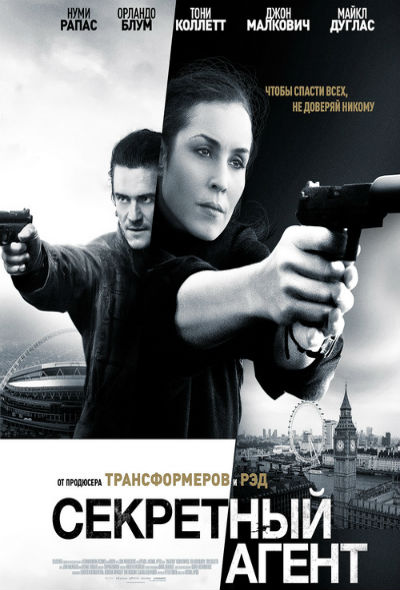 НУМИ РАПАС ОРЛАНДО БЛУМ ТОНИ КОЛЛЕТТ ДЖОН МАЛКОВИЧ МАЙКЛ ДУГЛАС
ЧТОБЫ СПАСТИ ВСЕХ,
НЕ ДОВЕРЯЙ НИКОМУ
ОТ ПРОДЮСЕРА ТРАНСФОРМЕРОВ И РЭД
СЕКРЕТНЫЙ
АГЕНТ